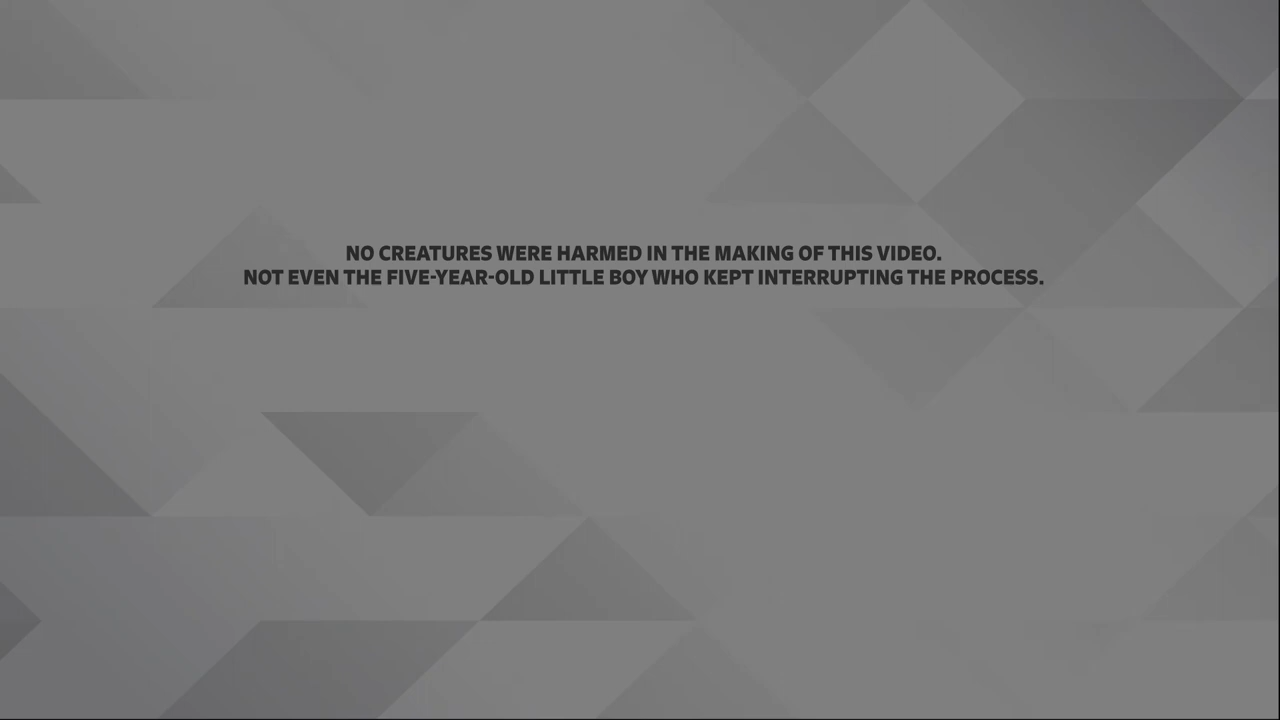 NO CREATURES WERE HARMED IN THE MAKING OF THIS VIDEO.
NOT EVEN THE FIVE-YEAR-OLD LITTLE BOY WHO KEPT INTERRUPTING THE PROCESS.